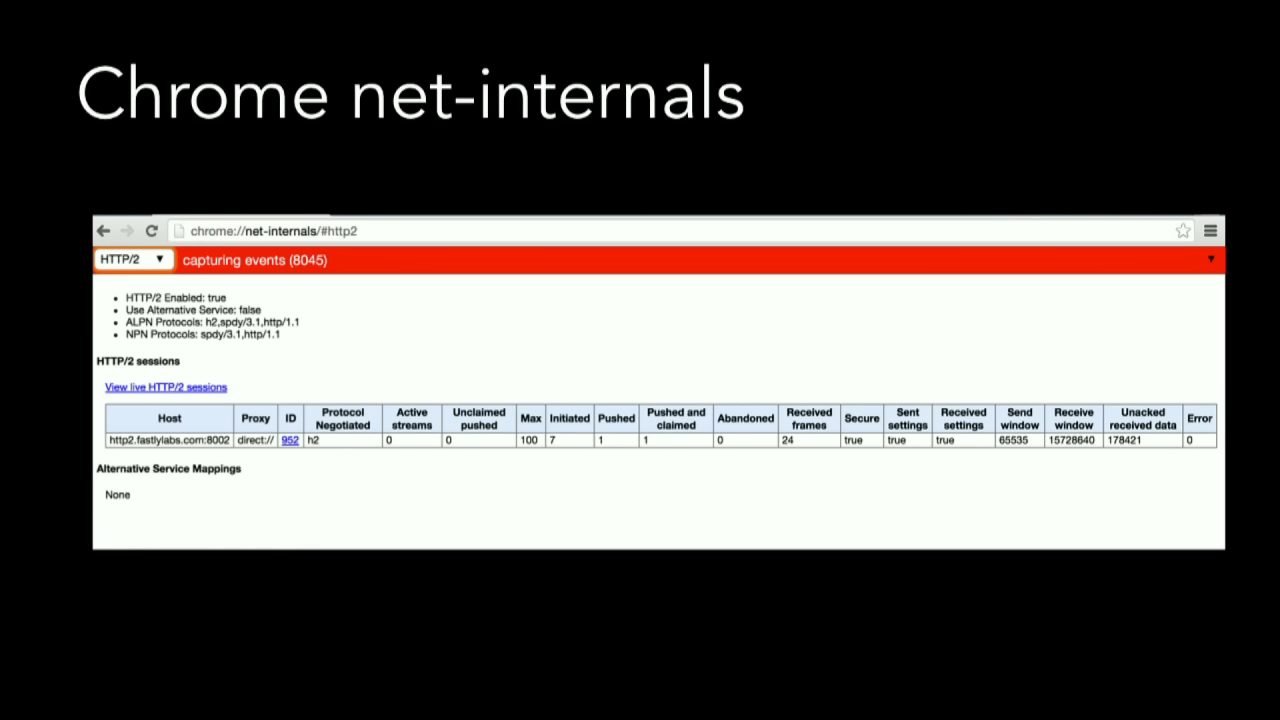 Chrome net-internals
chrome://net-internals/#http2
HTTP/2 ▼ capturing events (8045) ▼
• HTTP/2 Enabled: true
• Use Alternative Service: false
• ALPN Protocols: h2,spdy/3.1,http/1.1
• NPN Protocols: spdy/3.1,http/1.1
HTTP/2 sessions
View live HTTP/2 sessions
Host Proxy ID Protocol Negotiated Active streams Unclaimed pushed Max Initiated Pushed Pushed and claimed Abandoned Received frames Secure Sent settings Received settings Send window Receive window Unacked received data Error
http2.fastlylabs.com:8002 direct:// 952 h2 0 0 100 7 1 1 0 24 true true true 65535 15728640 178421 0
Alternative Service Mappings
None